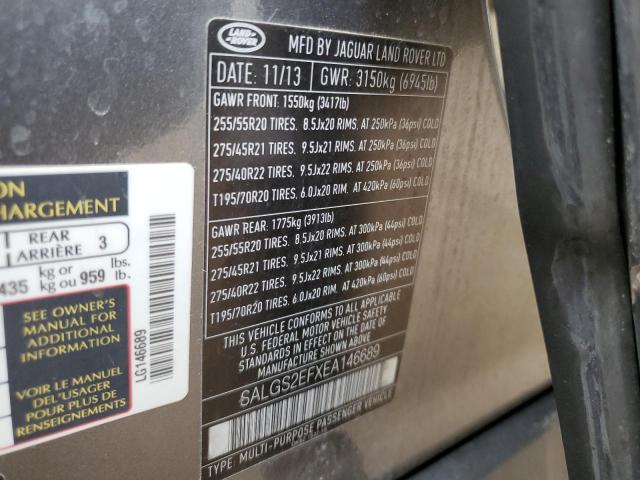 LAND ROVER
MFD BY JAGUAR LAND ROVER LTD
DATE: 11/13 GWR: 3150kg (6945lb)
GAWR FRONT: 1550kg (3417lb)
255/55R20 TIRES. 8.5Jx20 RIMS. AT 250kPa (36psi) COLD
275/45R21 TIRES. 9.5Jx21 RIMS. AT 250kPa (36psi) COLD
275/40R22 TIRES. 9.5Jx22 RIMS. AT 250kPa (36psi) COLD
T195/70R20 TIRES. 6.0Jx20 RIM. AT 420kPa (60psi) COLD
GAWR REAR: 1775kg (3913lb)
255/55R20 TIRES. 8.5Jx20 RIMS. AT 300kPa (44psi) COLD
275/45R21 TIRES. 9.5Jx21 RIMS. AT 300kPa (44psi) COLD
275/40R22 TIRES. 9.5Jx22 RIMS. AT 300kPa (44psi) COLD
T195/70R20 TIRES. 6.0Jx20 RIM. AT 420kPa (60psi) COLD
THIS VEHICLE CONFORMS TO ALL APPLICABLE
U.S. FEDERAL MOTOR VEHICLE SAFETY
STANDARDS IN EFFECT ON THE DATE OF
MANUFACTURE SHOWN ABOVE
SALGS2EFXEA146689
TYPE: MULTI-PURPOSE PASSENGER VEHICLE
ION
CHARGEMENT
REAR
ARRIÈRE 3
435 kg or
kg ou 959 lbs.
lb.
SEE OWNER'S
MANUAL FOR
ADDITIONAL
INFORMATION
VOIR LE MANUEL
DE L'USAGER
POUR PLUS DE
RENSEIGNEMENTS
LG146689